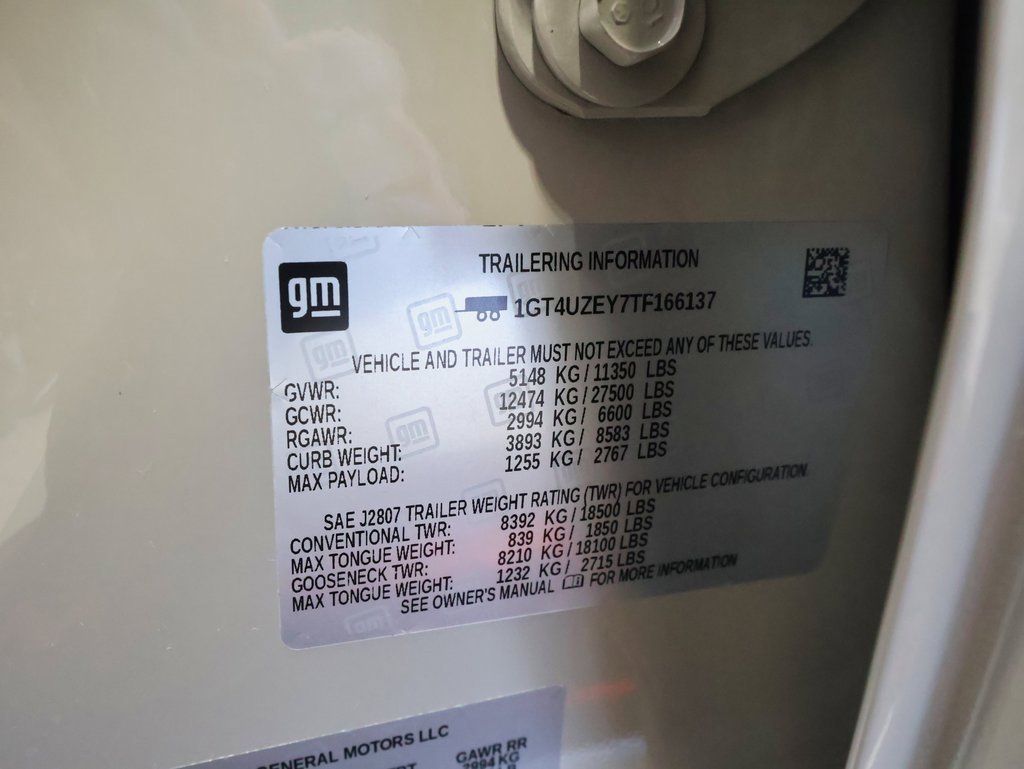 gm
TRAILERING INFORMATION
1GT4UZEY7TF166137
VEHICLE AND TRAILER MUST NOT EXCEED ANY OF THESE VALUES.
GVWR: 5148 KG / 11350 LBS
GCWR: 12474 KG / 27500 LBS
RGAWR: 2994 KG / 6600 LBS
CURB WEIGHT: 3893 KG / 8583 LBS
MAX PAYLOAD: 1255 KG / 2767 LBS
SAE J2807 TRAILER WEIGHT RATING (TWR) FOR VEHICLE CONFIGURATION
CONVENTIONAL TWR: 8392 KG / 18500 LBS
MAX TONGUE WEIGHT: 839 KG / 1850 LBS
GOOSENECK TWR: 8210 KG / 18100 LBS
MAX TONGUE WEIGHT: 1232 KG / 2715 LBS
SEE OWNER'S MANUAL FOR MORE INFORMATION
GENERAL MOTORS LLC
GAWR RR
2994 KG